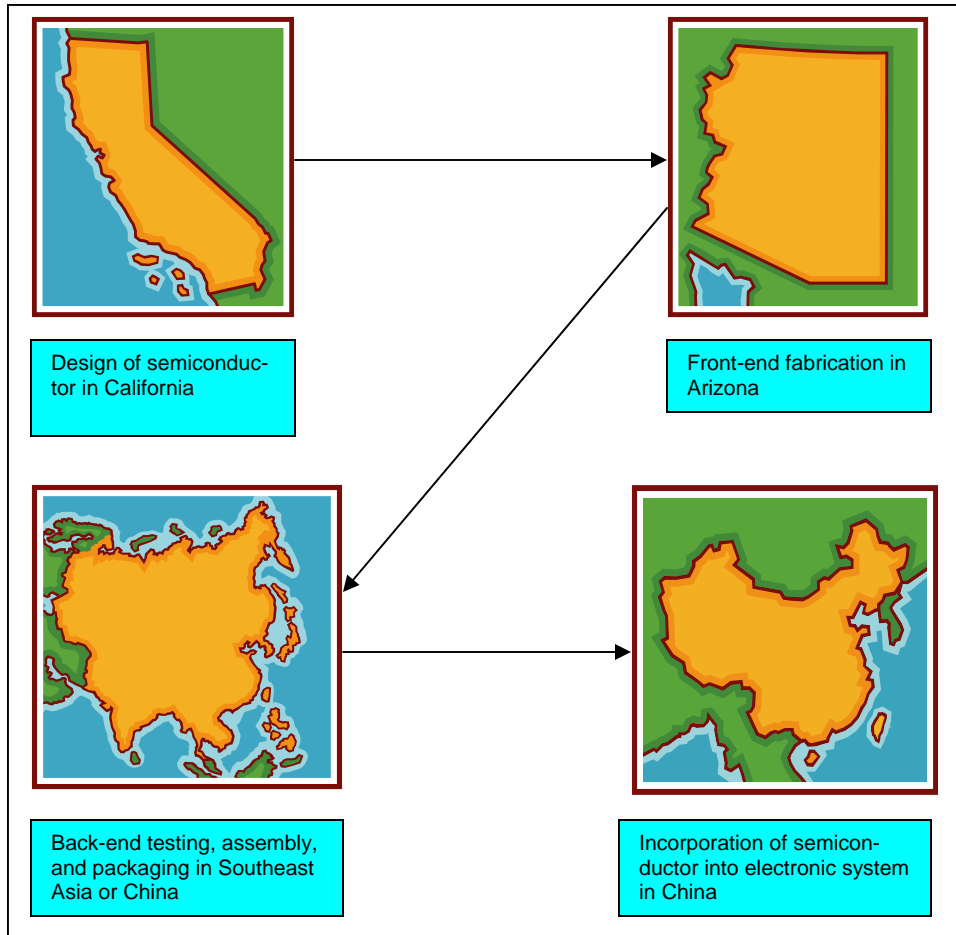 Design of semiconduc-
tor in California
Front-end fabrication in
Arizona
Back-end testing, assembly,
and packaging in Southeast
Asia or China
Incorporation of semicon-
ductor into electronic system
in China